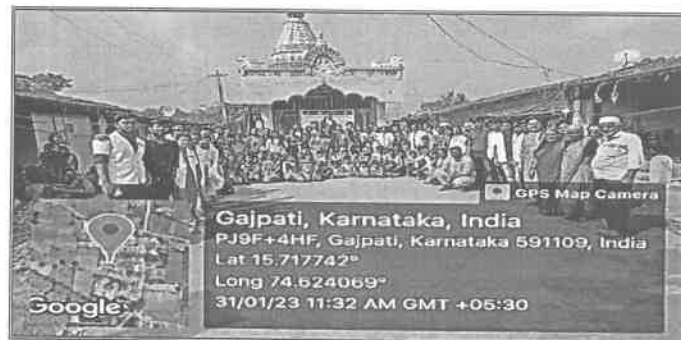 GPS Map Camera
Gajpati, Karnataka, India
PJ9F+4HF, Gajpati, Karnataka 591109, India
Lat 15.717742°
Long 74.624069°
31/01/23 11:32 AM GMT +05:30
Google